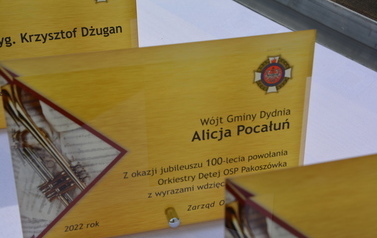 yg. Krzysztof Dżugan
Wójt Gminy Dydnia
Alicja Pocałuń
Z okazji jubileuszu 100-lecia powołania
Orkiestry Dętej OSP Pakoszówka
z wyrazami
Zarząd
2022 rok